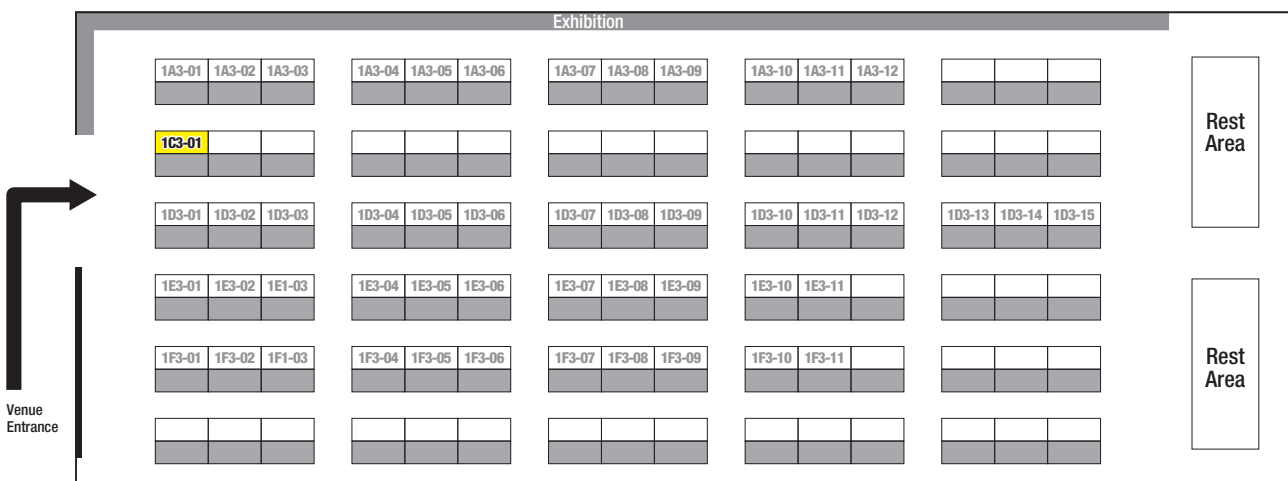 Exhibition
1A3-01 1A3-02 1A3-03 1A3-04 1A3-05 1A3-06 1A3-07 1A3-08 1A3-09 1A3-10 1A3-11 1A3-12
Rest
Area
1C3-01
1D3-01 1D3-02 1D3-03 1D3-04 1D3-05 1D3-06 1D3-07 1D3-08 1D3-09 1D3-10 1D3-11 1D3-12 1D3-13 1D3-14 1D3-15
1E3-01 1E3-02 1E1-03 1E3-04 1E3-05 1E3-06 1E3-07 1E3-08 1E3-09 1E3-10 1E3-11
1F3-01 1F3-02 1F1-03 1F3-04 1F3-05 1F3-06 1F3-07 1F3-08 1F3-09 1F3-10 1F3-11
Rest
Area
Venue
Entrance